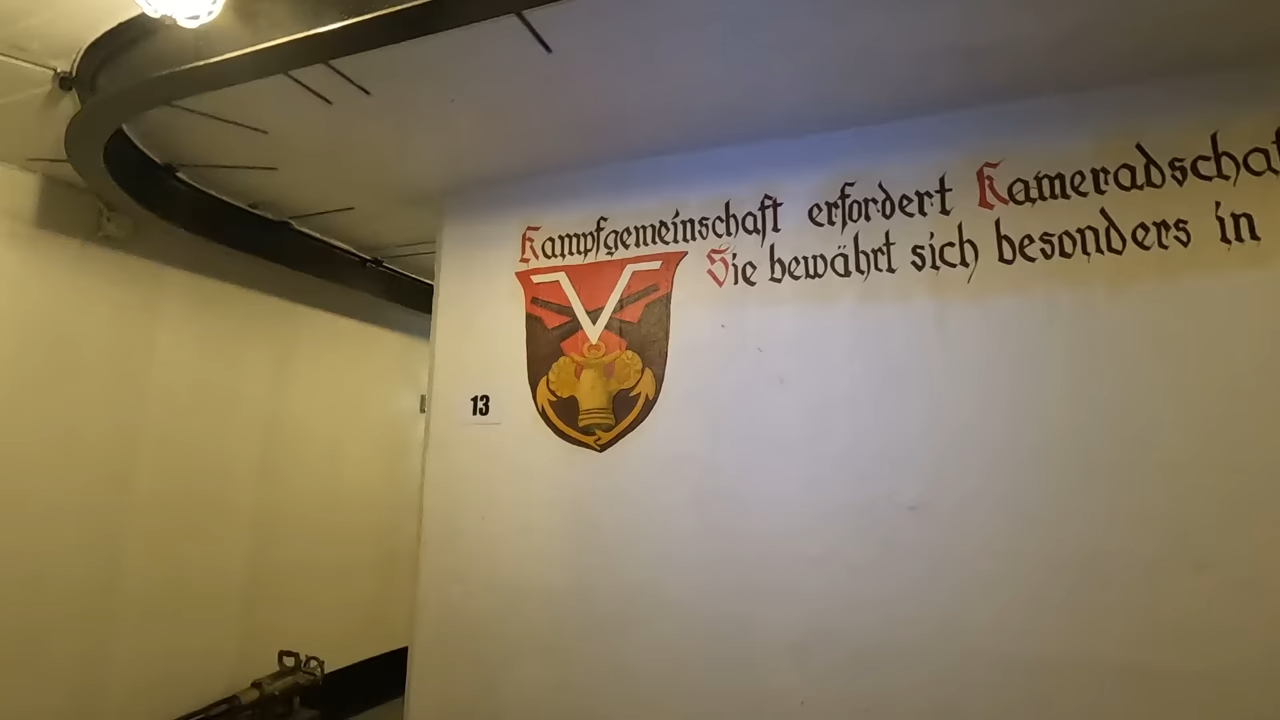 Kampfgemeinschaft erfordert Kameradschaf
Sie bewährt sich besonders in
V
13